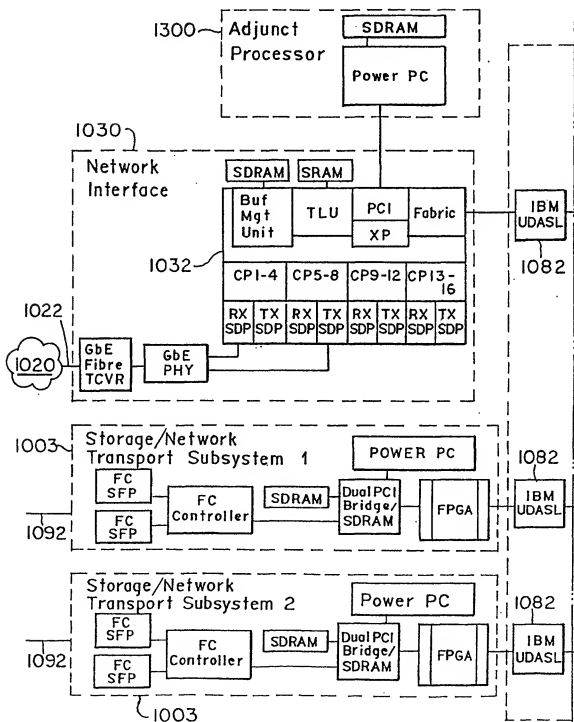 1300
Adjunct
Processor
SDRAM
Power PC
1030
Network
Interface
SDRAM
SRAM
Buf
Mgt
Unit
TLU
PCI
XP
Fabric
IBM
UDASL
1082
1032
CP1-4
CP5-8
CP9-12
CP13-
16
RX
SDP
TX
SDP
RX
SDP
TX
SDP
RX
SDP
TX
SDP
RX
SDP
TX
SDP
1022
1020
GbE
Fibre
TCVR
GbE
PHY
1003
Storage/Network
Transport Subsystem 1
POWER PC
1082
FC
SFP
FC
SFP
FC
Controller
SDRAM
Dual PCI
Bridge/
SDRAM
FPGA
IBM
UDASL
1092
Storage/Network
Transport Subsystem 2
Power PC
1082
FC
SFP
FC
SFP
FC
Controller
SDRAM
Dual PCI
Bridge/
SDRAM
FPGA
IBM
UDASL
1092
1003